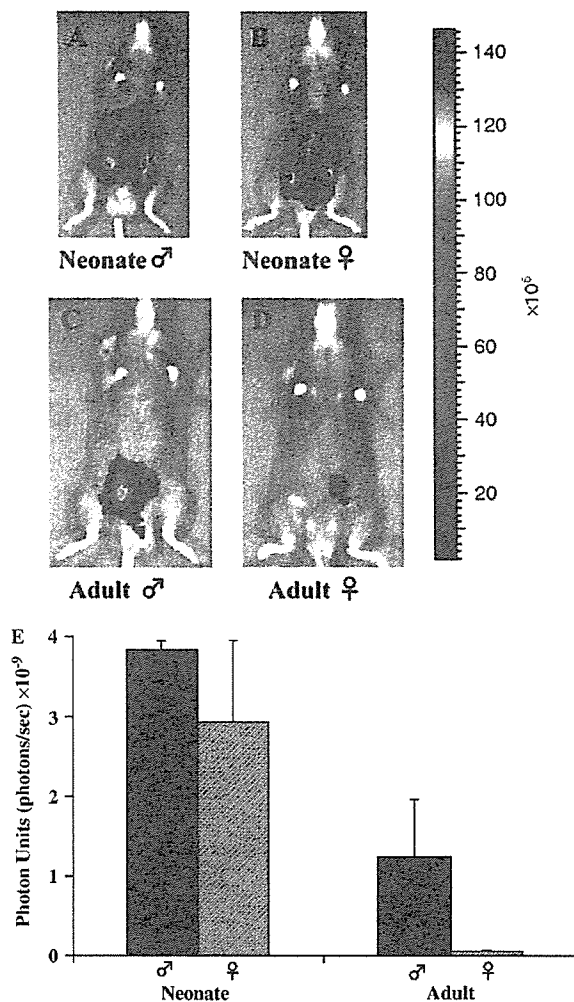 A
B
Neonate ♂
Neonate ♀
C
D
Adult ♂
Adult ♀
140
120
100
80
60
40
20
×10⁶
E
Photon Units (photons/sec) ×10⁻⁹
4
3
2
1
0
♂ ♀ ♂ ♀
Neonate Adult